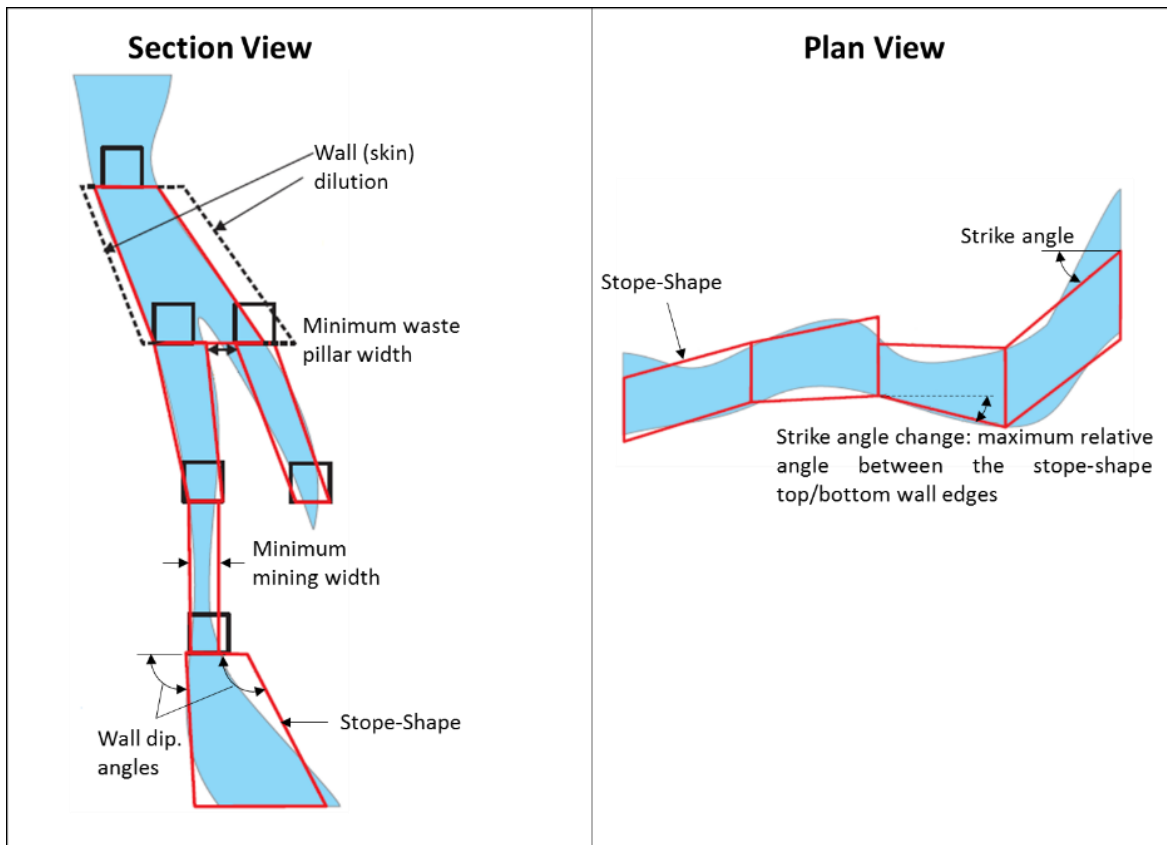 Section View
Wall (skin)
dilution
Minimum waste
pillar width
Minimum
mining width
Stope-Shape
Wall dip.
angles
Plan View
Strike angle
Stope-Shape
Strike angle change: maximum relative
angle between the stope-shape
top/bottom wall edges